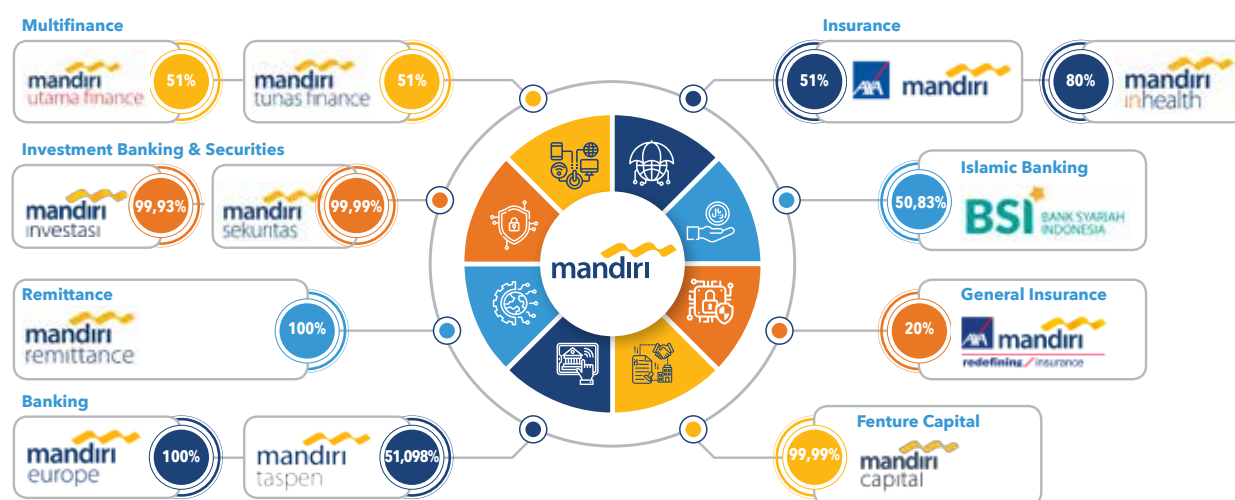 Multifinance
mandiri
utama finance
51%
mandiri
tunas finance
51%
Insurance
51%
AXA mandiri
80%
mandiri
inhealth
Investment Banking & Securities
mandiri
investasi
99,93%
mandiri
sekuritas
99,99%
Islamic Banking
50,83%
BSI BANK SYARIAH
INDONESIA
mandiri
Remittance
mandiri
remittance
100%
General Insurance
20%
AXA mandiri
redefining / insurance
Banking
mandiri
europe
100%
mandiri
taspen
51,098%
Fenture Capital
99,99%
mandiri
capital